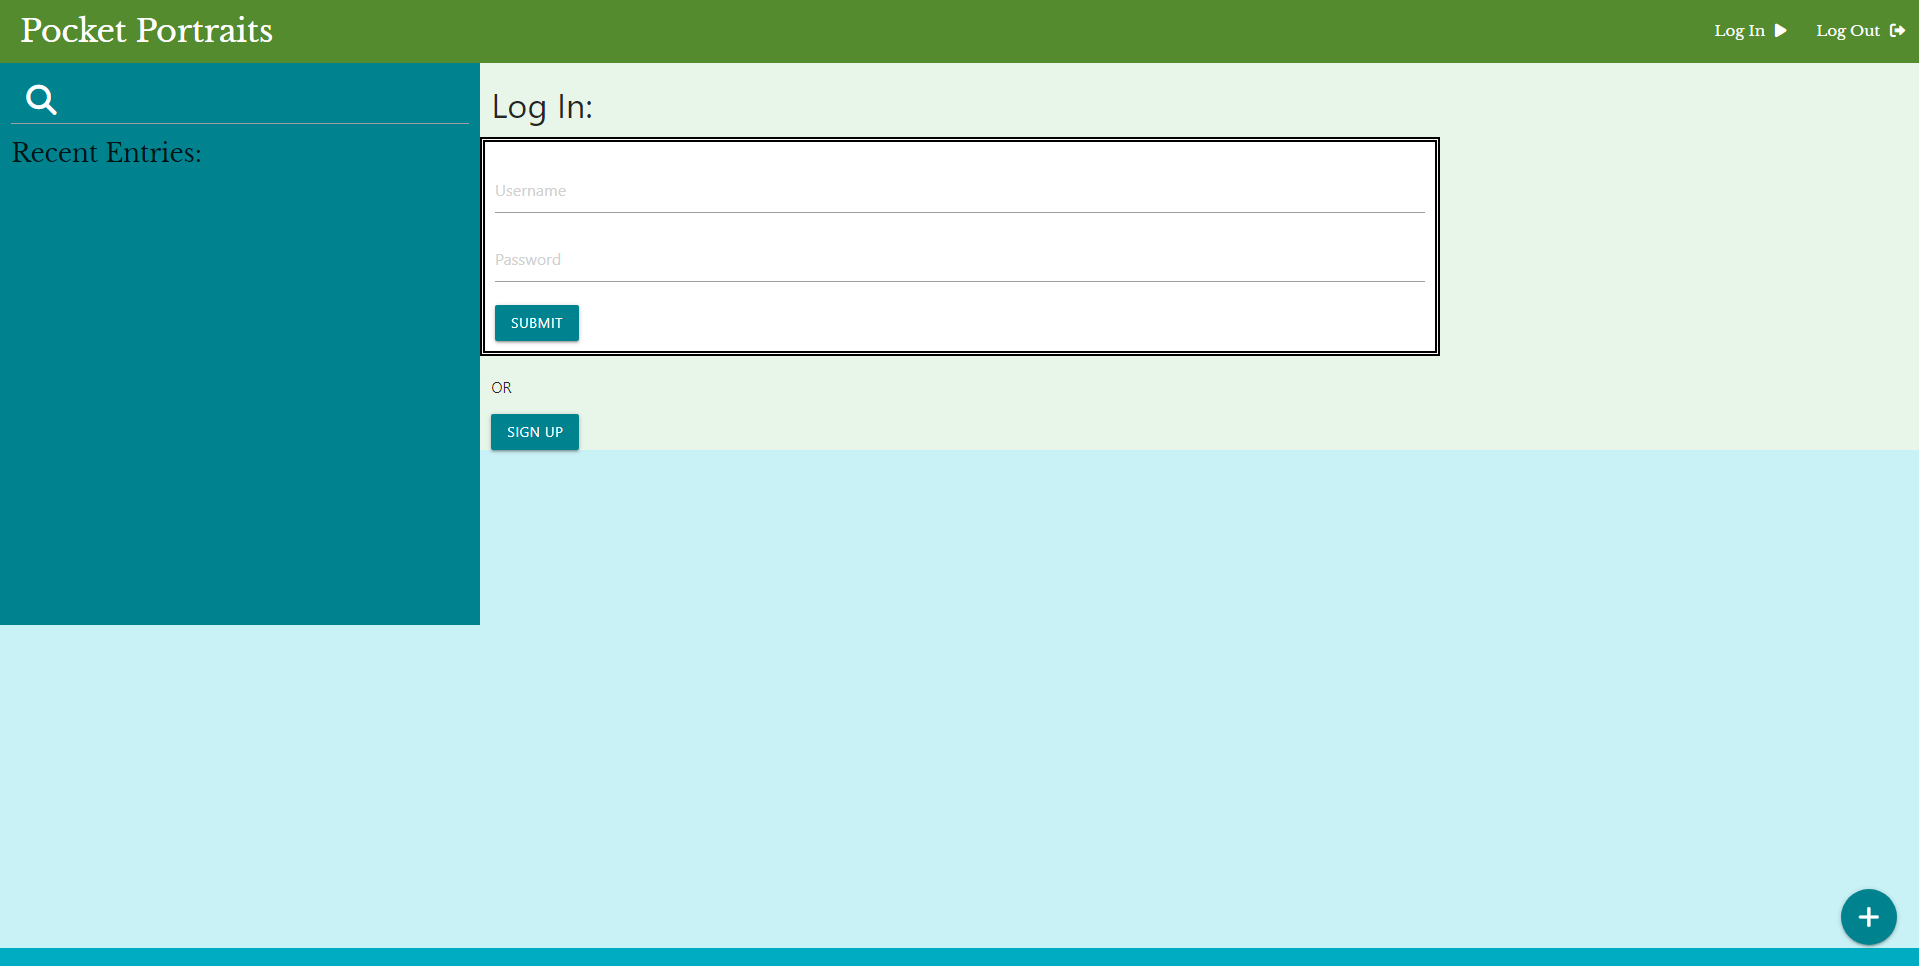 Pocket Portraits
Log In
Log Out
Recent Entries:
Log In:
Username
Password
SUBMIT
OR
SIGN UP